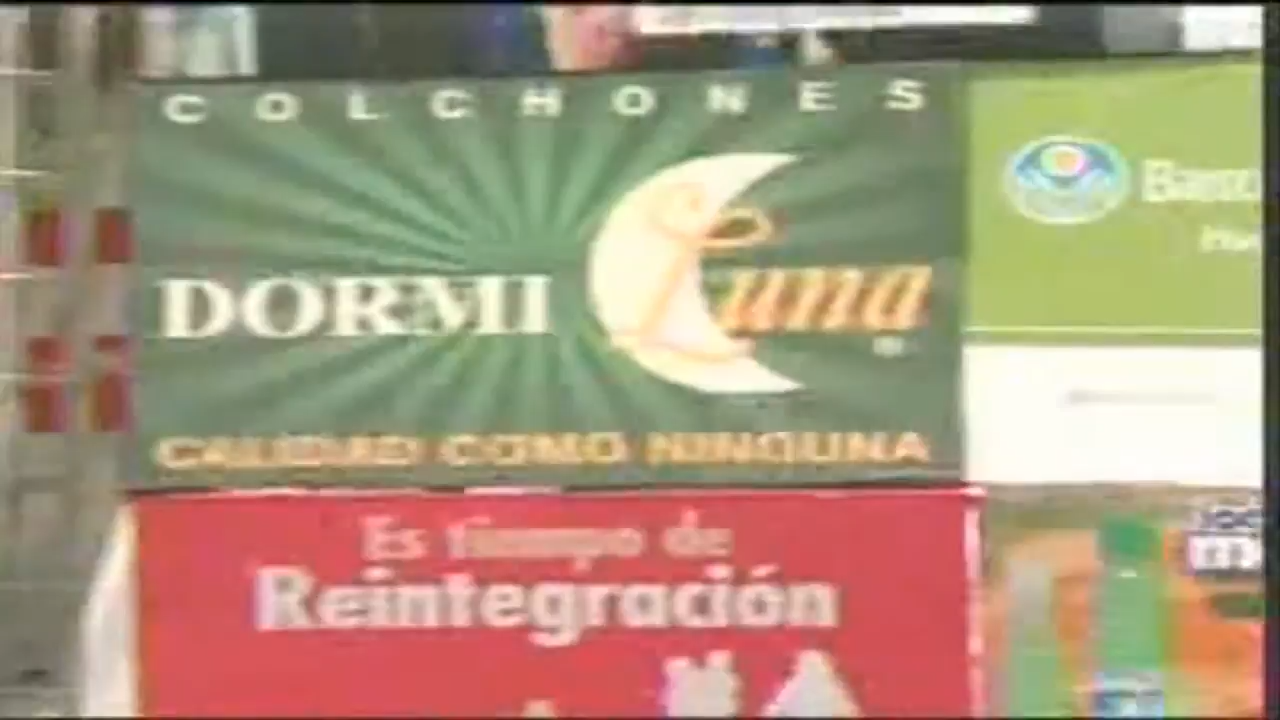 COLCHONES
DORMI Luna
CALIDAD COMO NINGUNA
Es tiempo de
Reintegración